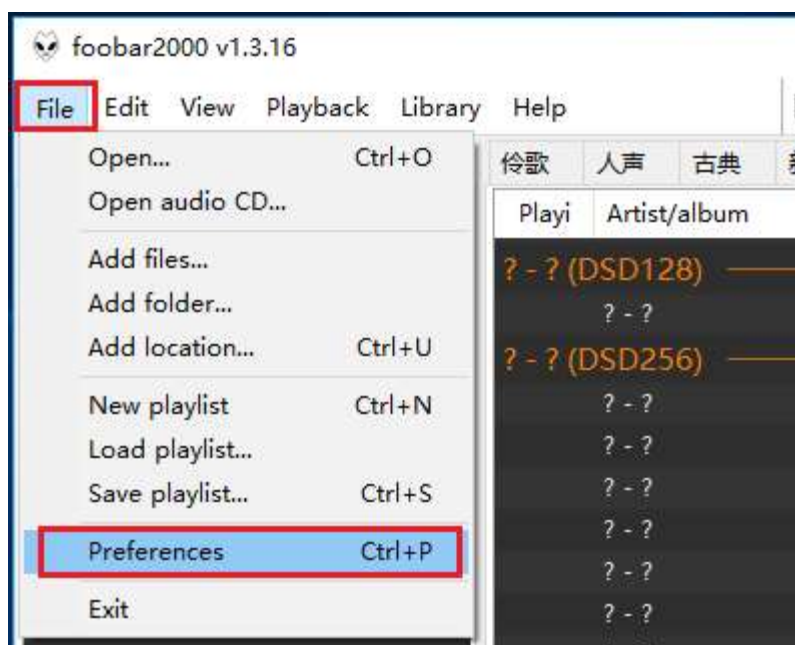 foobar2000 v1.3.16
File Edit View Playback Library Help
Open... Ctrl+O
Open audio CD...
Add files...
Add folder...
Add location... Ctrl+U
New playlist Ctrl+N
Load playlist...
Save playlist... Ctrl+S
Preferences Ctrl+P
Exit
伶歌 人声 古典
Playi Artist/album
? - ? (DSD128)
? - ?
? - ? (DSD256)
? - ?
? - ?
? - ?
? - ?
? - ?
? - ?